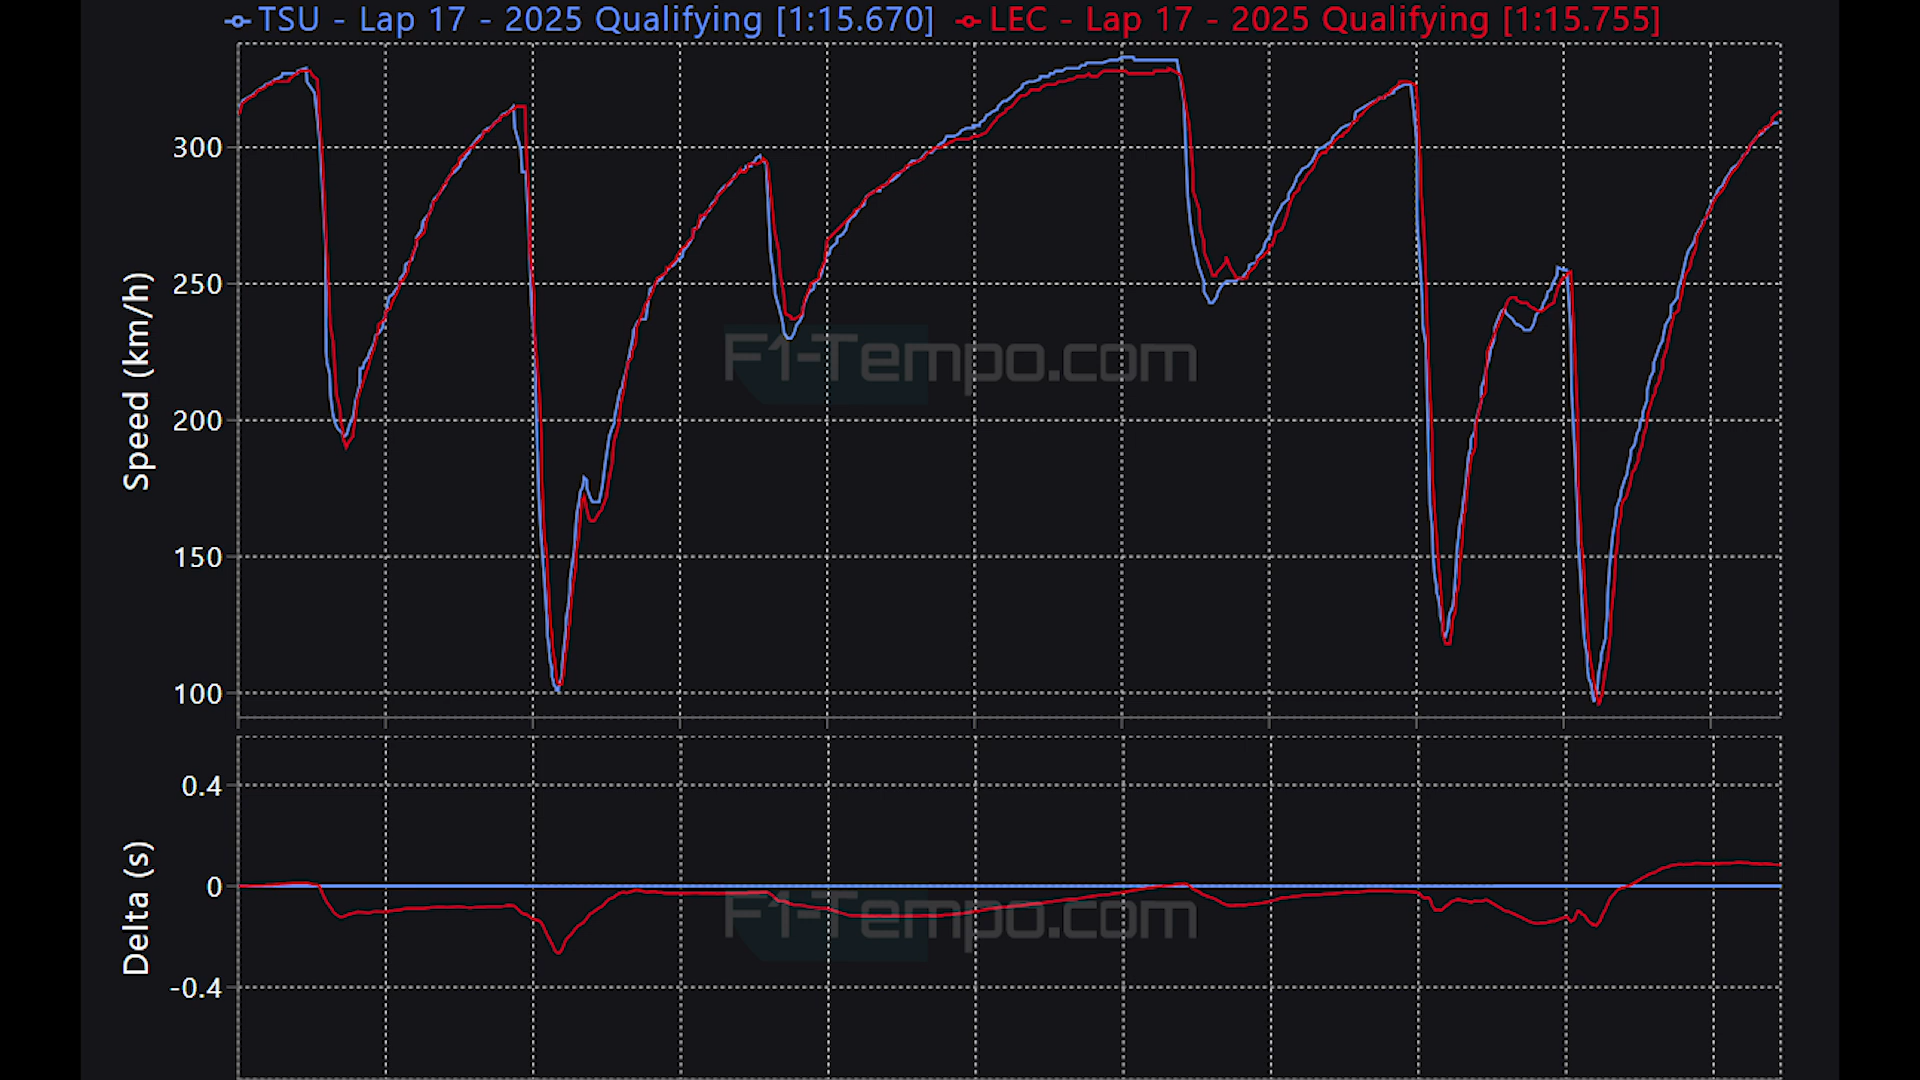 TSU - Lap 17 - 2025 Qualifying [1:15.670] LEC - Lap 17 - 2025 Qualifying [1:15.755]
300
250
200
150
100
Speed (km/h)
F1-Tempo.com
0.4
0
-0.4
Delta (s)
F1-Tempo.com